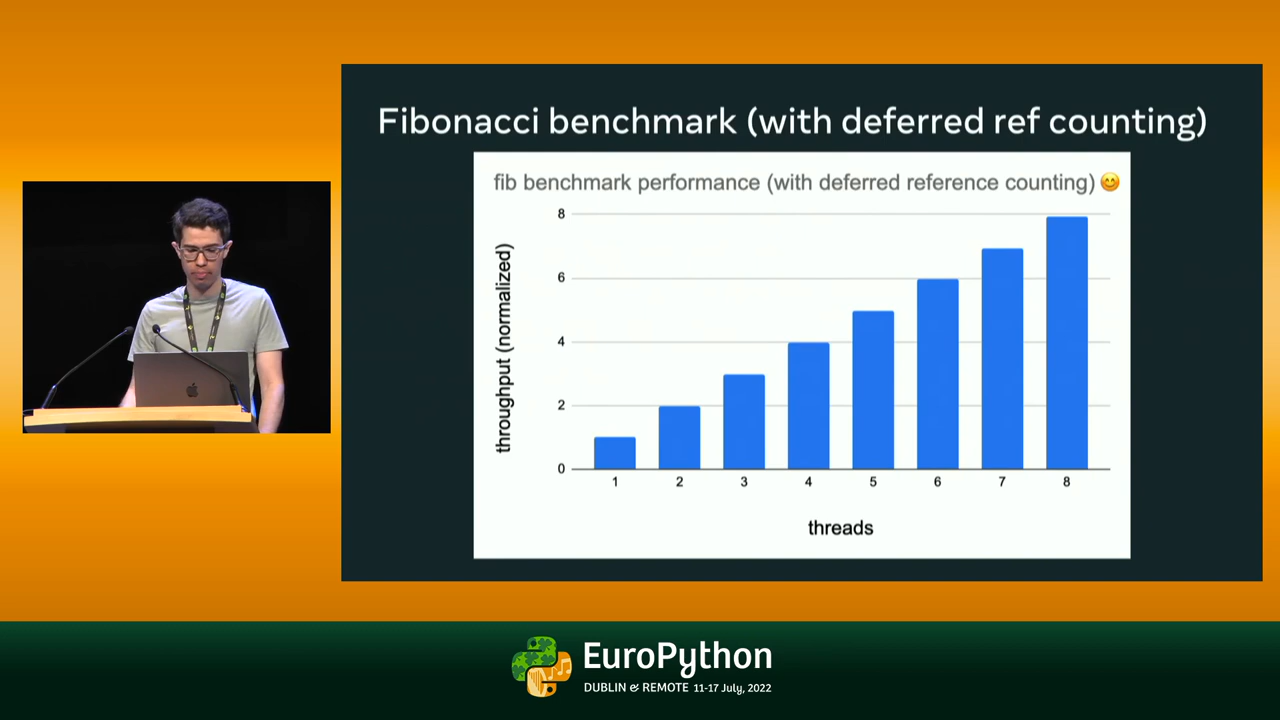 Fibonacci benchmark (with deferred ref counting)
fib benchmark performance (with deferred reference counting) 😊
throughput (normalized)
8
6
4
2
0
1 2 3 4 5 6 7 8
threads
EuroPython
DUBLIN & REMOTE 11-17 July, 2022